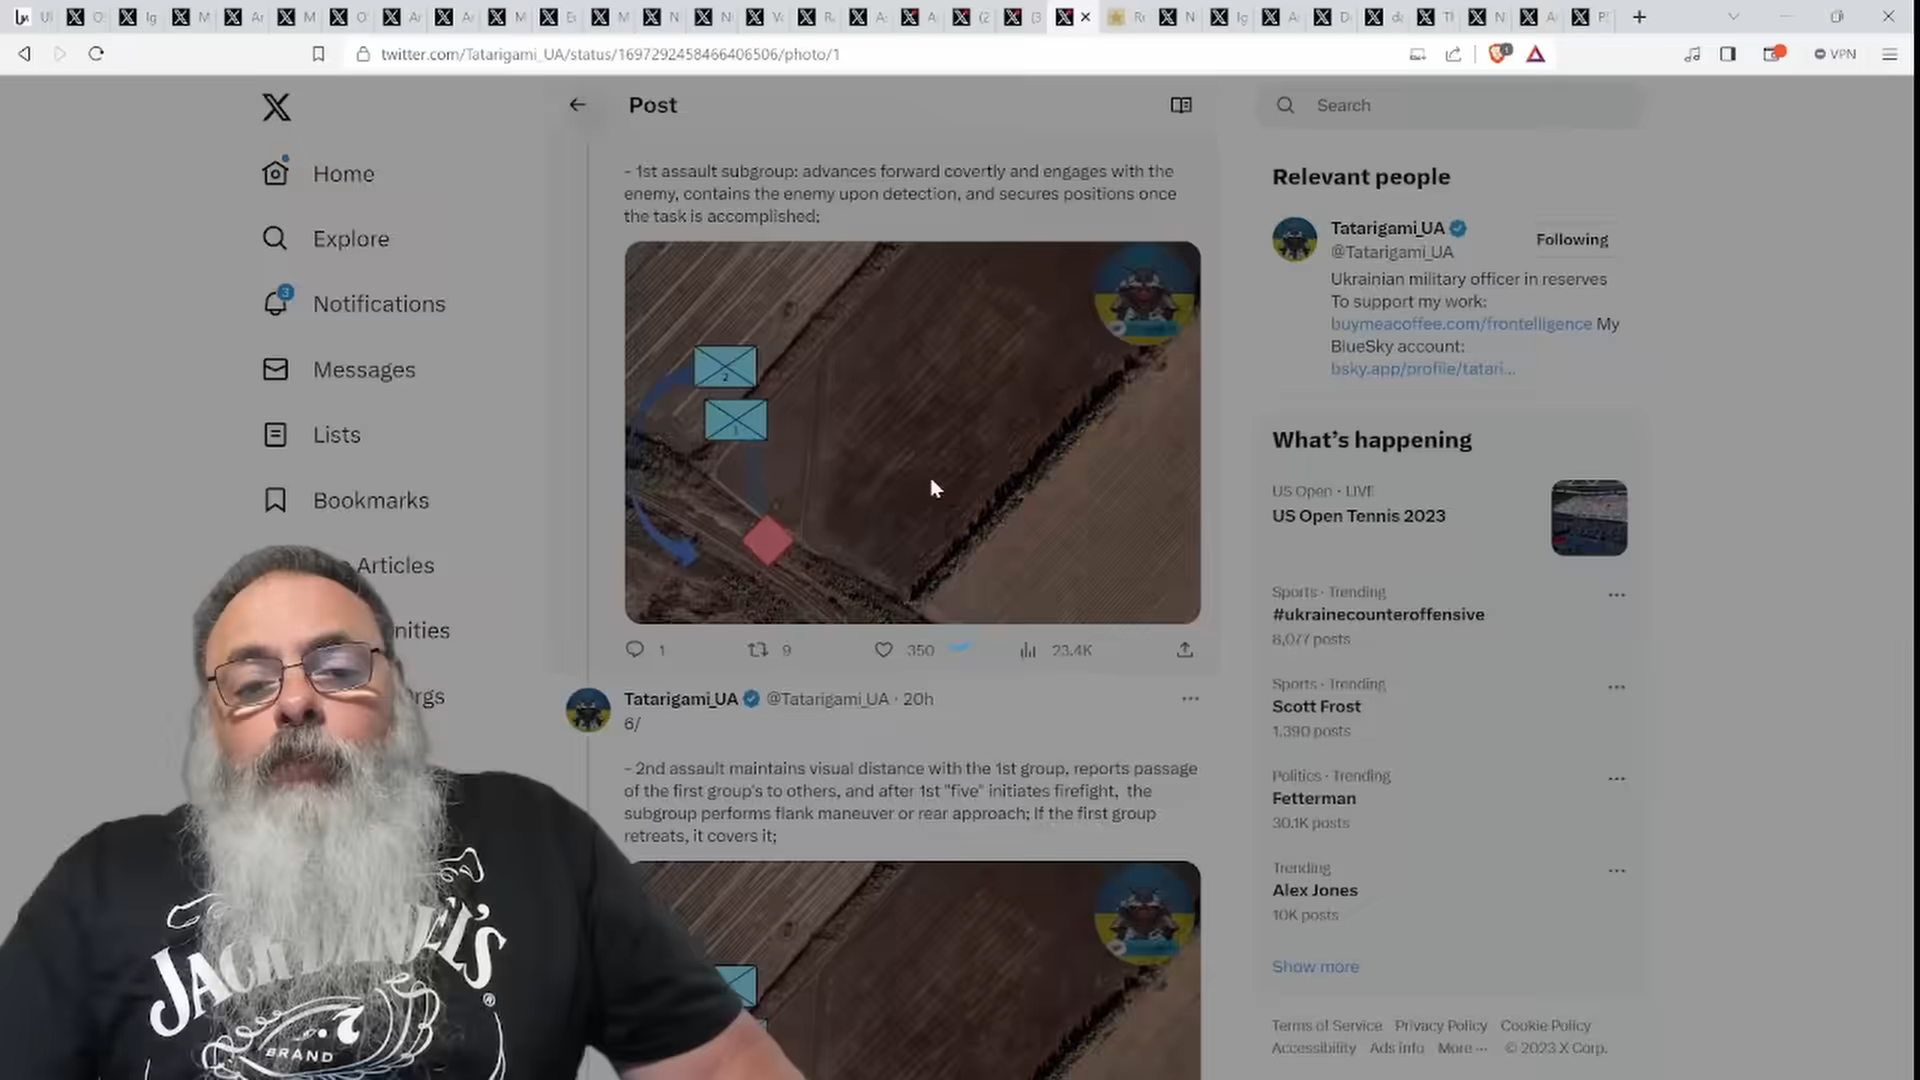 twitter.com/Tatarigami_UA/status/1697292458466406506/photo/1
VPN
Post
Search
Home
Explore
3
Notifications
Messages
Lists
Bookmarks
Articles
nities
rgs
- 1st assault subgroup: advances forward covertly and engages with the
enemy, contains the enemy upon detection, and secures positions once
the task is accomplished;
2
1
1
9
350
23.4K
Tatarigami_UA @Tatarigami_UA · 20h
6/
- 2nd assault maintains visual distance with the 1st group, reports passage
of the first group's to others, and after 1st "five" initiates firefight, the
subgroup performs flank maneuver or rear approach; If the first group
retreats, it covers it;
Relevant people
Tatarigami_UA
@Tatarigami_UA
Following
Ukrainian military officer in reserves
To support my work:
buymeacoffee.com/frontelligence My
BlueSky account:
bsky.app/profile/tatari...
What's happening
US Open · LIVE
US Open Tennis 2023
Sports · Trending
#ukrainecounteroffensive
8,077 posts
Sports · Trending
Scott Frost
1,390 posts
Politics · Trending
Fetterman
30.1K posts
Trending
Alex Jones
10K posts
Show more
Terms of Service Privacy Policy Cookie Policy
Accessibility Ads info More ··· © 2023 X Corp.
JACK DANIEL'S
®
7
BRAND